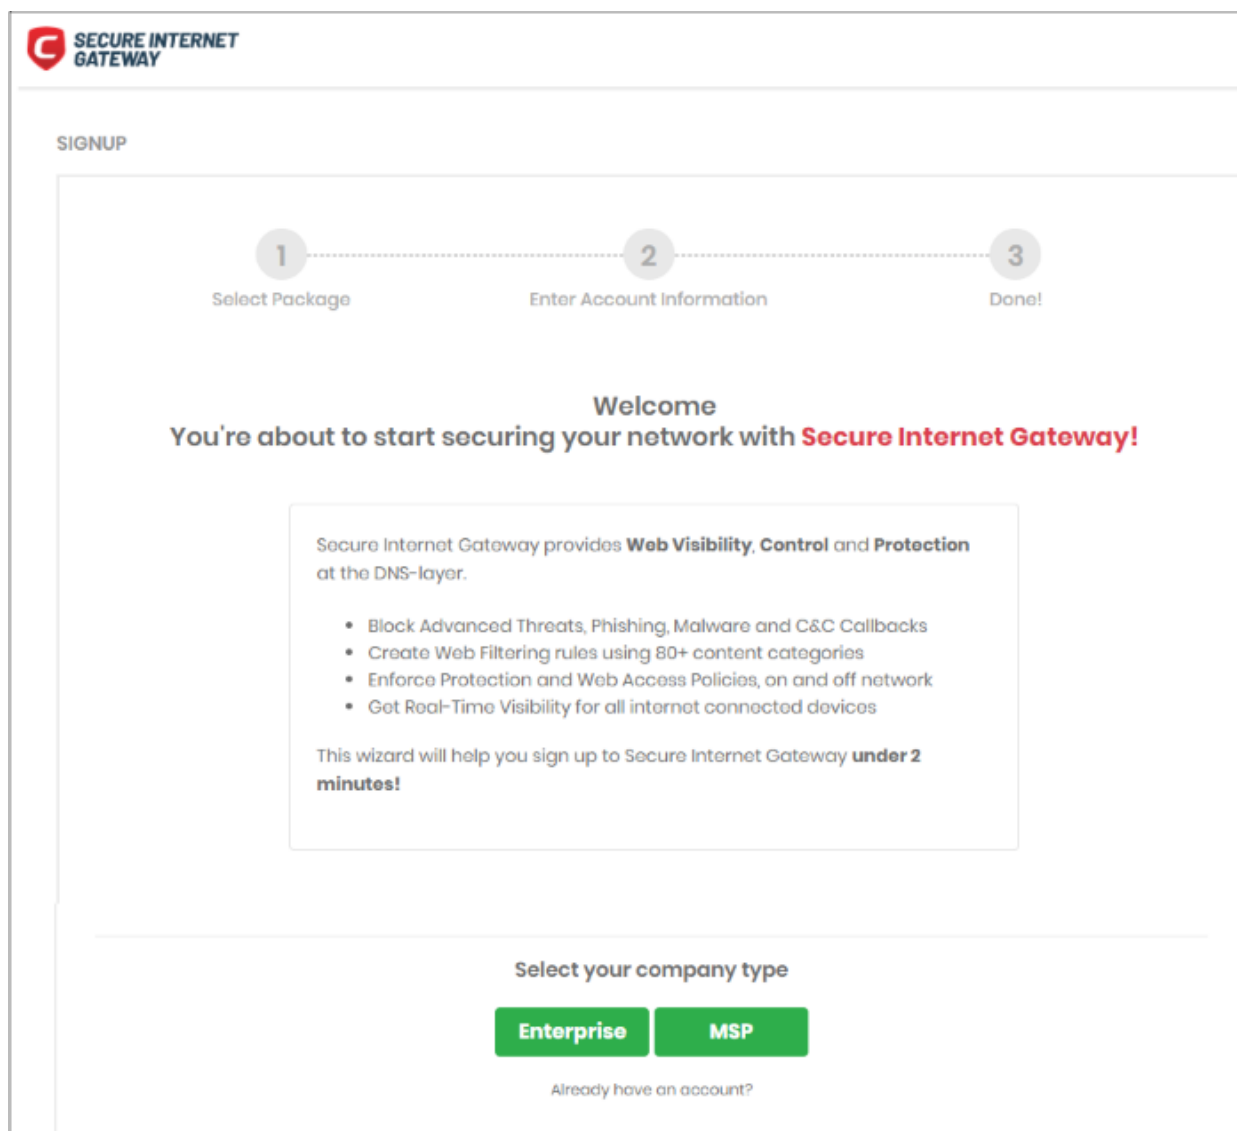 SECURE INTERNET
GATEWAY
SIGNUP
1
2
3
Select Package
Enter Account Information
Done!
Welcome
You're about to start securing your network with Secure Internet Gateway!
Secure Internet Gateway provides Web Visibility, Control and Protection
at the DNS-layer.
• Block Advanced Threats, Phishing, Malware and C&C Callbacks
• Create Web Filtering rules using 80+ content categories
• Enforce Protection and Web Access Policies, on and off network
• Get Real-Time Visibility for all internet connected devices
This wizard will help you sign up to Secure Internet Gateway under 2
minutes!
Select your company type
Enterprise
MSP
Already have an account?